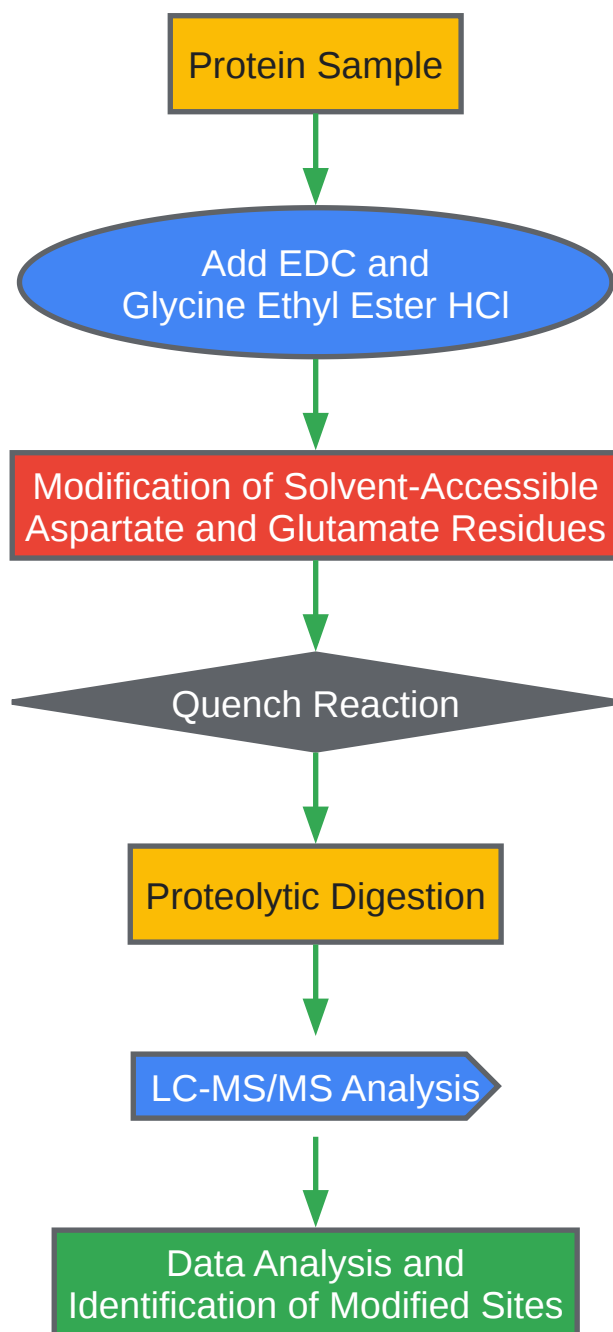 Protein Sample
Add EDC and
Glycine Ethyl Ester HCl
Modification of Solvent-Accessible
Aspartate and Glutamate Residues
Quench Reaction
Proteolytic Digestion
LC-MS/MS Analysis
Data Analysis and
Identification of Modified Sites